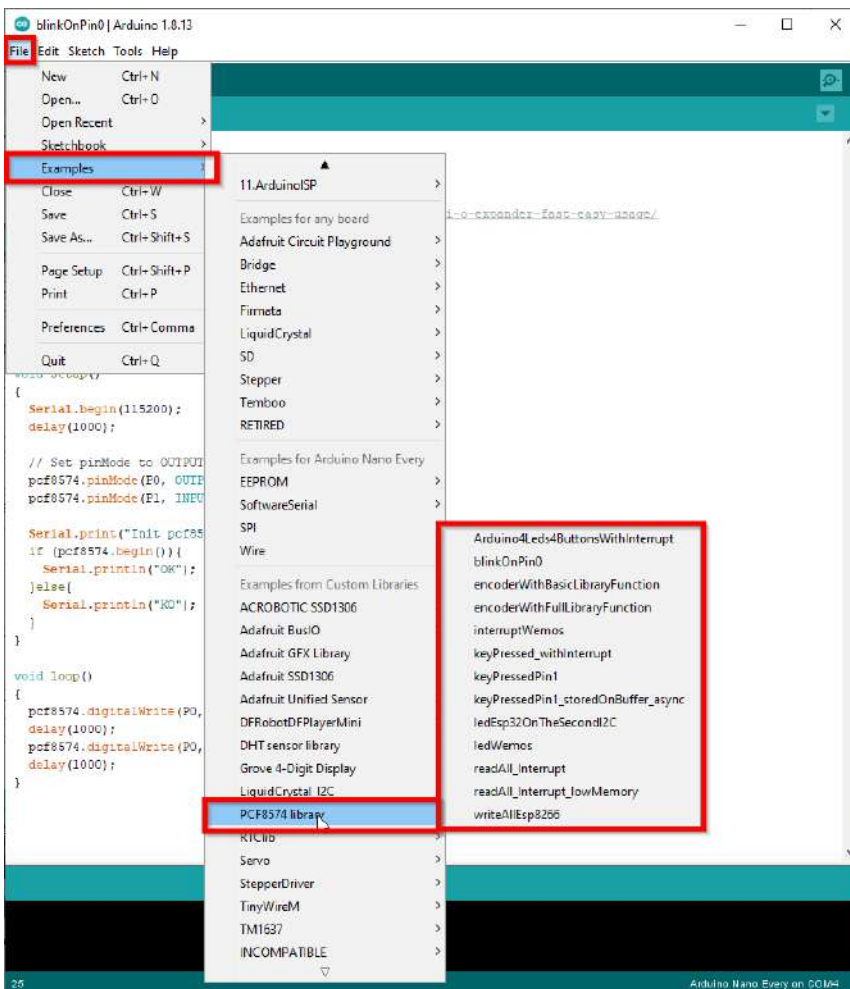 blinkOnPin0 | Arduino 1.8.13
File Edit Sketch Tools Help
New Ctrl+N
Open... Ctrl+O
Open Recent
Sketchbook
Examples
Close Ctrl+W
Save Ctrl+S
Save As... Ctrl+Shift+S
Page Setup Ctrl+Shift+P
Print Ctrl+P
Preferences Ctrl+Comma
Quit Ctrl+Q
11.ArduinoISP
Examples for any board
Adafruit Circuit Playground
Bridge
Ethernet
Firmata
LiquidCrystal
SD
Stepper
Temboo
RETIRED
Examples for Arduino Nano Every
EEPROM
SoftwareSerial
SPI
Wire
Examples from Custom Libraries
ACROBOTIC SSD1306
Adafruit BusIO
Adafruit GFX Library
Adafruit SSD1306
Adafruit Unified Sensor
DFRobotDFPlayerMini
DHT sensor library
Grove 4-Digit Display
LiquidCrystal I2C
PCF8574 library
RTClib
Servo
StepperDriver
TinyWireM
TM1637
INCOMPATIBLE
Arduino4Leds4ButtonsWithInterrupt
blinkOnPin0
encoderWithBasicLibraryFunction
encoderWithFullLibraryFunction
interruptWemos
keyPressed_withInterrupt
keyPressedPin1
keyPressedPin1_storedOnBuffer_async
ledEsp32OnTheSecondI2C
ledWemos
readAll_Interrupt
readAll_Interrupt_lowMemory
writeAllEsp8266
i-o-expander-fast-easy-usage/
void setup()
{
Serial.begin(115200);
delay(1000);
// Set pinMode to OUTPUT
pcf8574.pinMode(P0, OUTP
pcf8574.pinMode(P1, INPU
Serial.print("Init pcf85
if (pcf8574.begin()){
Serial.println("OK");
}else{
Serial.println("KO");
}
}
void loop()
{
pcf8574.digitalWrite(P0,
delay(1000);
pcf8574.digitalWrite(P0,
delay(1000);
}
25
Arduino Nano Every on COM4